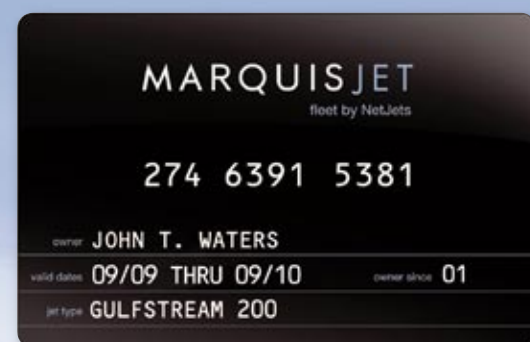 MARQUISJET
fleet by NetJets
274 6391 5381
owner JOHN T. WATERS
valid dates 09/09 THRU 09/10 owner since 01
jet type GULFSTREAM 200